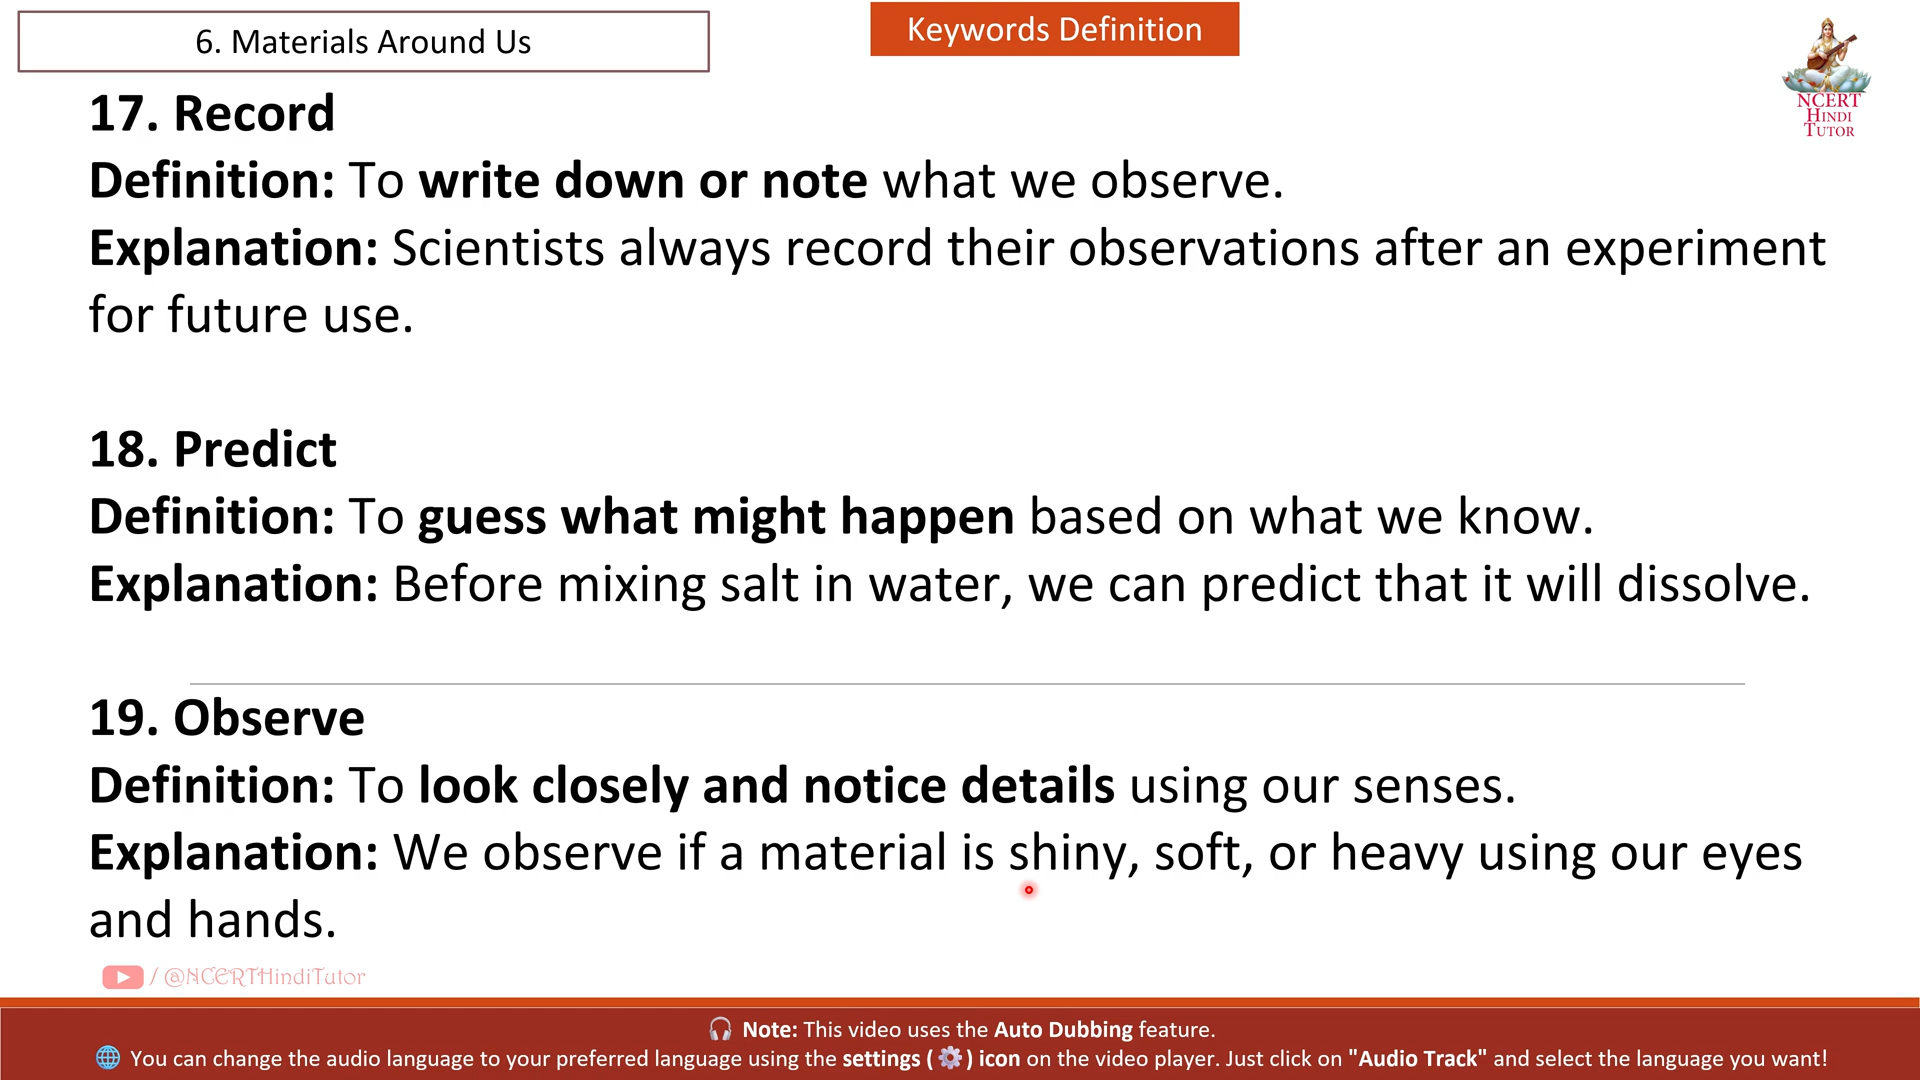 6. Materials Around Us
Keywords Definition
NCERT
HINDI
TUTOR
17. Record
Definition: To write down or note what we observe.
Explanation: Scientists always record their observations after an experiment
for future use.
18. Predict
Definition: To guess what might happen based on what we know.
Explanation: Before mixing salt in water, we can predict that it will dissolve.
19. Observe
Definition: To look closely and notice details using our senses.
Explanation: We observe if a material is shiny, soft, or heavy using our eyes
and hands.
/ @NCERTHindiTutor
Note: This video uses the Auto Dubbing feature.
You can change the audio language to your preferred language using the settings ( ) icon on the video player. Just click on "Audio Track" and select the language you want!